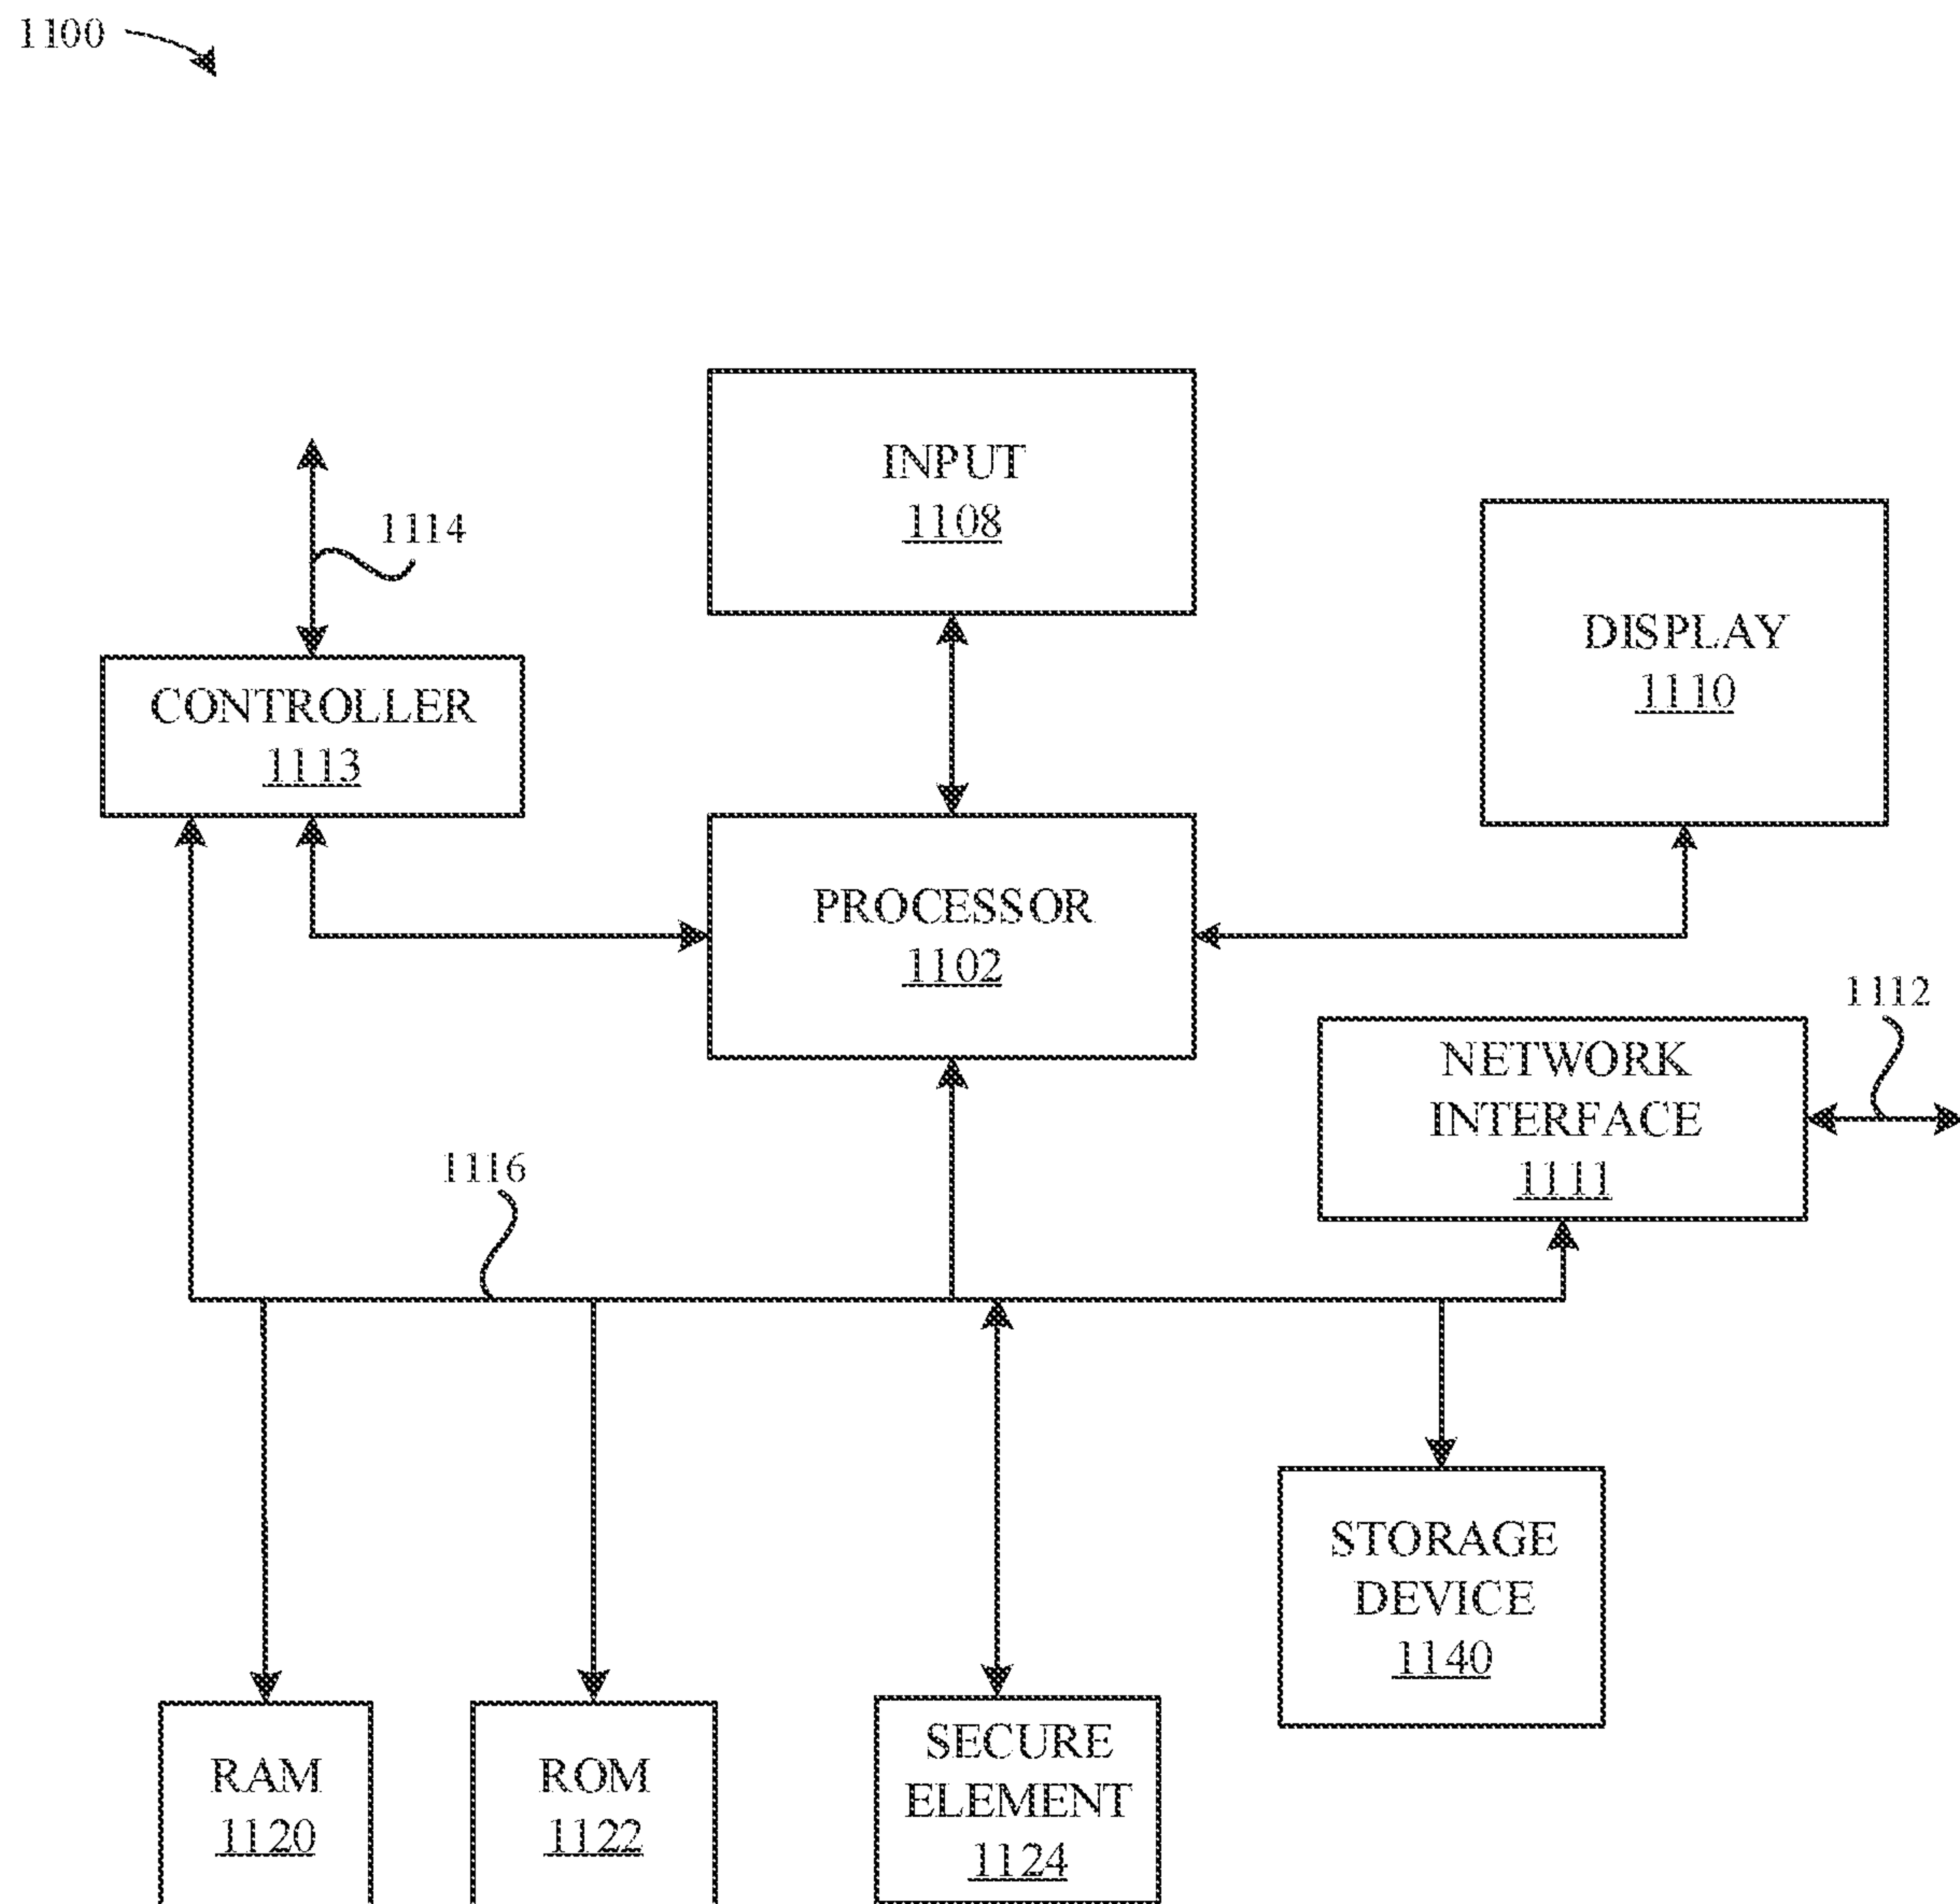 1100
INPUT
1108
1114
DISPLAY
1110
CONTROLLER
1113
PROCESSOR
1102
1112
NETWORK
INTERFACE
1111
1116
STORAGE
DEVICE
1140
RAM
1120
ROM
1122
SECURE
ELEMENT
1124